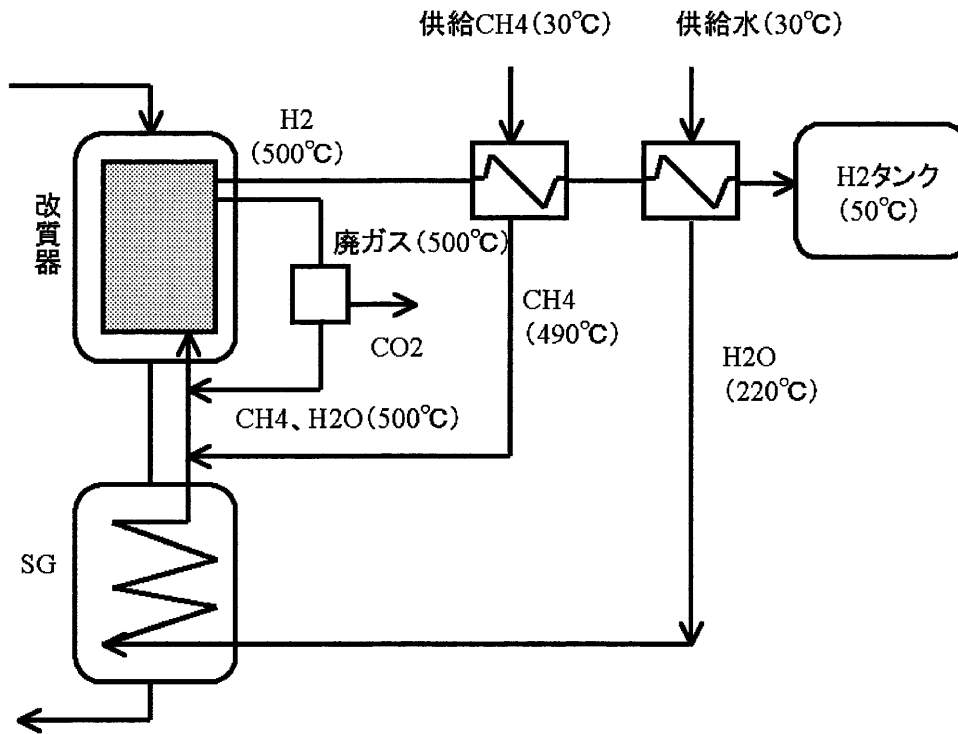 供給CH4(30℃)
供給水(30℃)
H2
(500℃)
H2タンク
(50℃)
改質器
廃ガス(500℃)
CO2
CH4
(490℃)
H2O
(220℃)
CH4、H2O(500℃)
SG